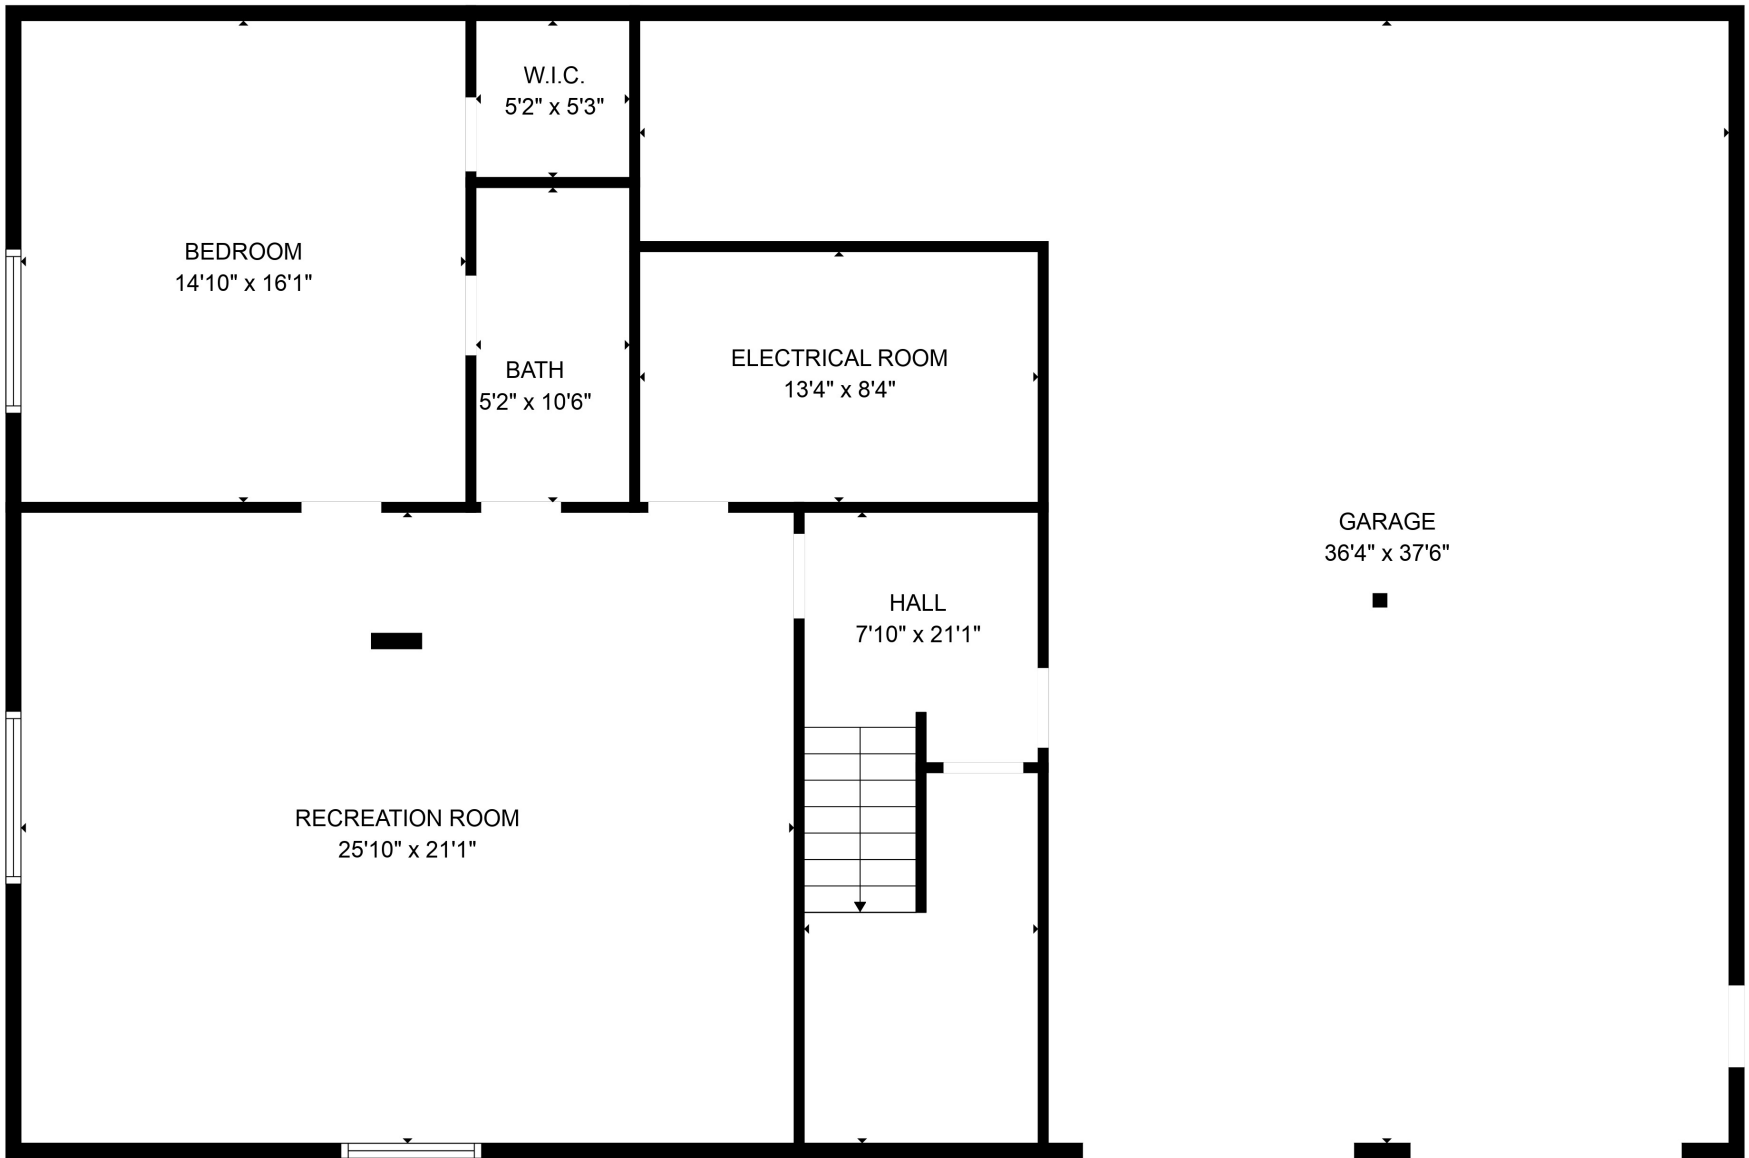 W.I.C.
5'2" x 5'3"
BEDROOM
14'10" x 16'1"
BATH
5'2" x 10'6"
ELECTRICAL ROOM
13'4" x 8'4"
GARAGE
36'4" x 37'6"
HALL
7'10" x 21'1"
RECREATION ROOM
25'10" x 21'1"